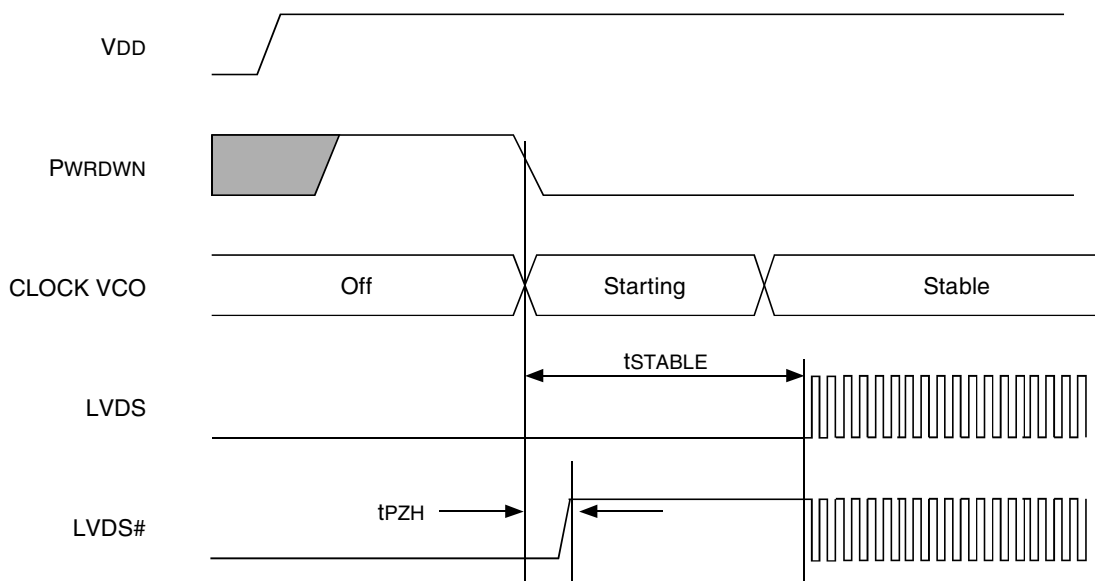 VDD
PWRDWN
CLOCK VCO
Off
Starting
Stable
tSTABLE
LVDS
tPZH
LVDS#